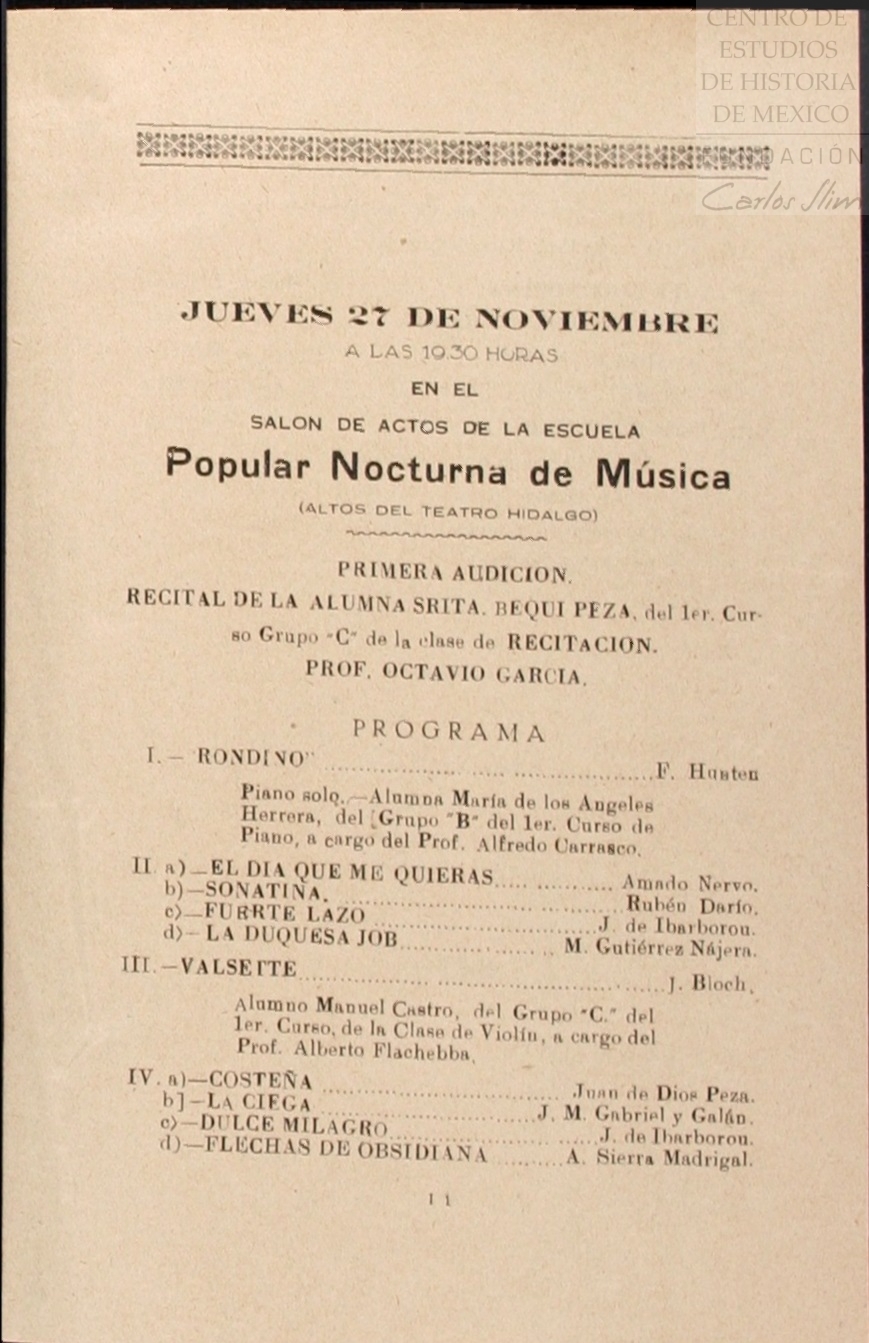 CENTRO DE
ESTUDIOS
DE HISTORIA
DE MEXICO
DACIÓN
Carlos Slim
JUEVES 27 DE NOVIEMBRE
A LAS 19.30 HORAS
EN EL
SALON DE ACTOS DE LA ESCUELA
Popular Nocturna de Música
(ALTOS DEL TEATRO HIDALGO)
PRIMERA AUDICION.
RECITAL DE LA ALUMNA SRITA. BEQUI PEZA, del 1er. Cur-
so Grupo "C" de la clase de RECITACION.
PROF. OCTAVIO GARCIA.
PROGRAMA
I.— RONDINO" F. Hunten
Piano solo.—Alumna María de los Angeles
Herrera, del [Grupo "B" del 1er. Curso de
Piano, a cargo del Prof. Alfredo Carrasco.
II a)—EL DIA QUE ME QUIERAS Amado Nervo.
b)—SONATINA. Rubén Darío.
c)—FUERTE LAZO J. de Ibarborou.
d)—LA DUQUESA JOB M. Gutiérrez Nájera.
III.—VALSETTE J. Bloch.
Alumno Manuel Castro, del Grupo "C." del
1er. Curso, de la Clase de Violín, a cargo del
Prof. Alberto Flachebba.
IV. a)—COSTEÑA Juan de Dios Peza.
b]—LA CIEGA J. M. Gabriel y Galán.
c)—DULCE MILAGRO J. de Ibarborou.
d)—FLECHAS DE OBSIDIANA A. Sierra Madrigal.
11